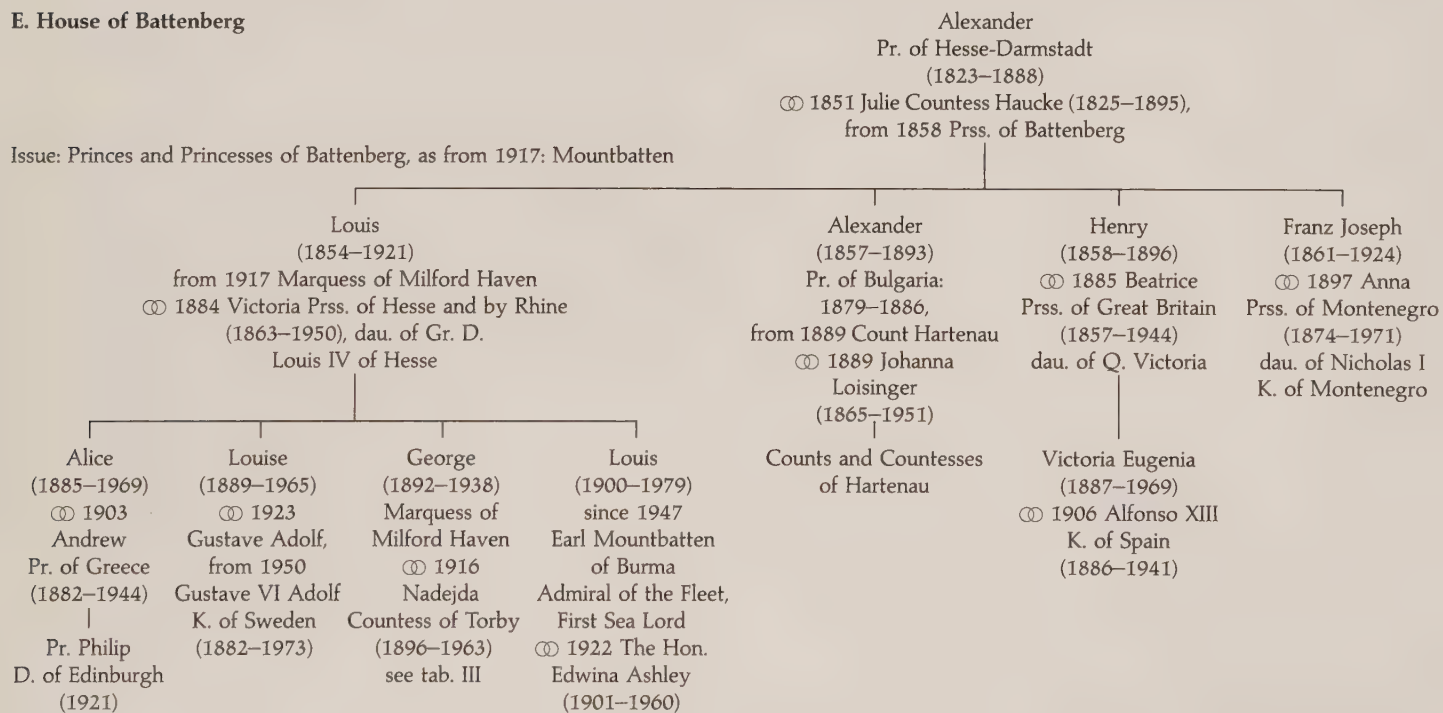 E. House of Battenberg
Alexander
Pr. of Hesse-Darmstadt
(1823–1888)
⚭ 1851 Julie Countess Haucke (1825–1895),
from 1858 Prss. of Battenberg
Issue: Princes and Princesses of Battenberg, as from 1917: Mountbatten
Louis
(1854–1921)
from 1917 Marquess of Milford Haven
⚭ 1884 Victoria Prss. of Hesse and by Rhine
(1863–1950), dau. of Gr. D.
Louis IV of Hesse
Alexander
(1857–1893)
Pr. of Bulgaria:
1879–1886,
from 1889 Count Hartenau
⚭ 1889 Johanna
Loisinger
(1865–1951)
Henry
(1858–1896)
⚭ 1885 Beatrice
Prss. of Great Britain
(1857–1944)
dau. of Q. Victoria
Franz Joseph
(1861–1924)
⚭ 1897 Anna
Prss. of Montenegro
(1874–1971)
dau. of Nicholas I
K. of Montenegro
Alice
(1885–1969)
⚭ 1903
Andrew
Pr. of Greece
(1882–1944)
Pr. Philip
D. of Edinburgh
(1921)
Louise
(1889–1965)
⚭ 1923
Gustave Adolf,
from 1950
Gustave VI Adolf
K. of Sweden
(1882–1973)
George
(1892–1938)
Marquess of
Milford Haven
⚭ 1916
Nadejda
Countess of Torby
(1896–1963)
see tab. III
Louis
(1900–1979)
since 1947
Earl Mountbatten
of Burma
Admiral of the Fleet,
First Sea Lord
⚭ 1922 The Hon.
Edwina Ashley
(1901–1960)
Counts and Countesses
of Hartenau
Victoria Eugenia
(1887–1969)
⚭ 1906 Alfonso XIII
K. of Spain
(1886–1941)